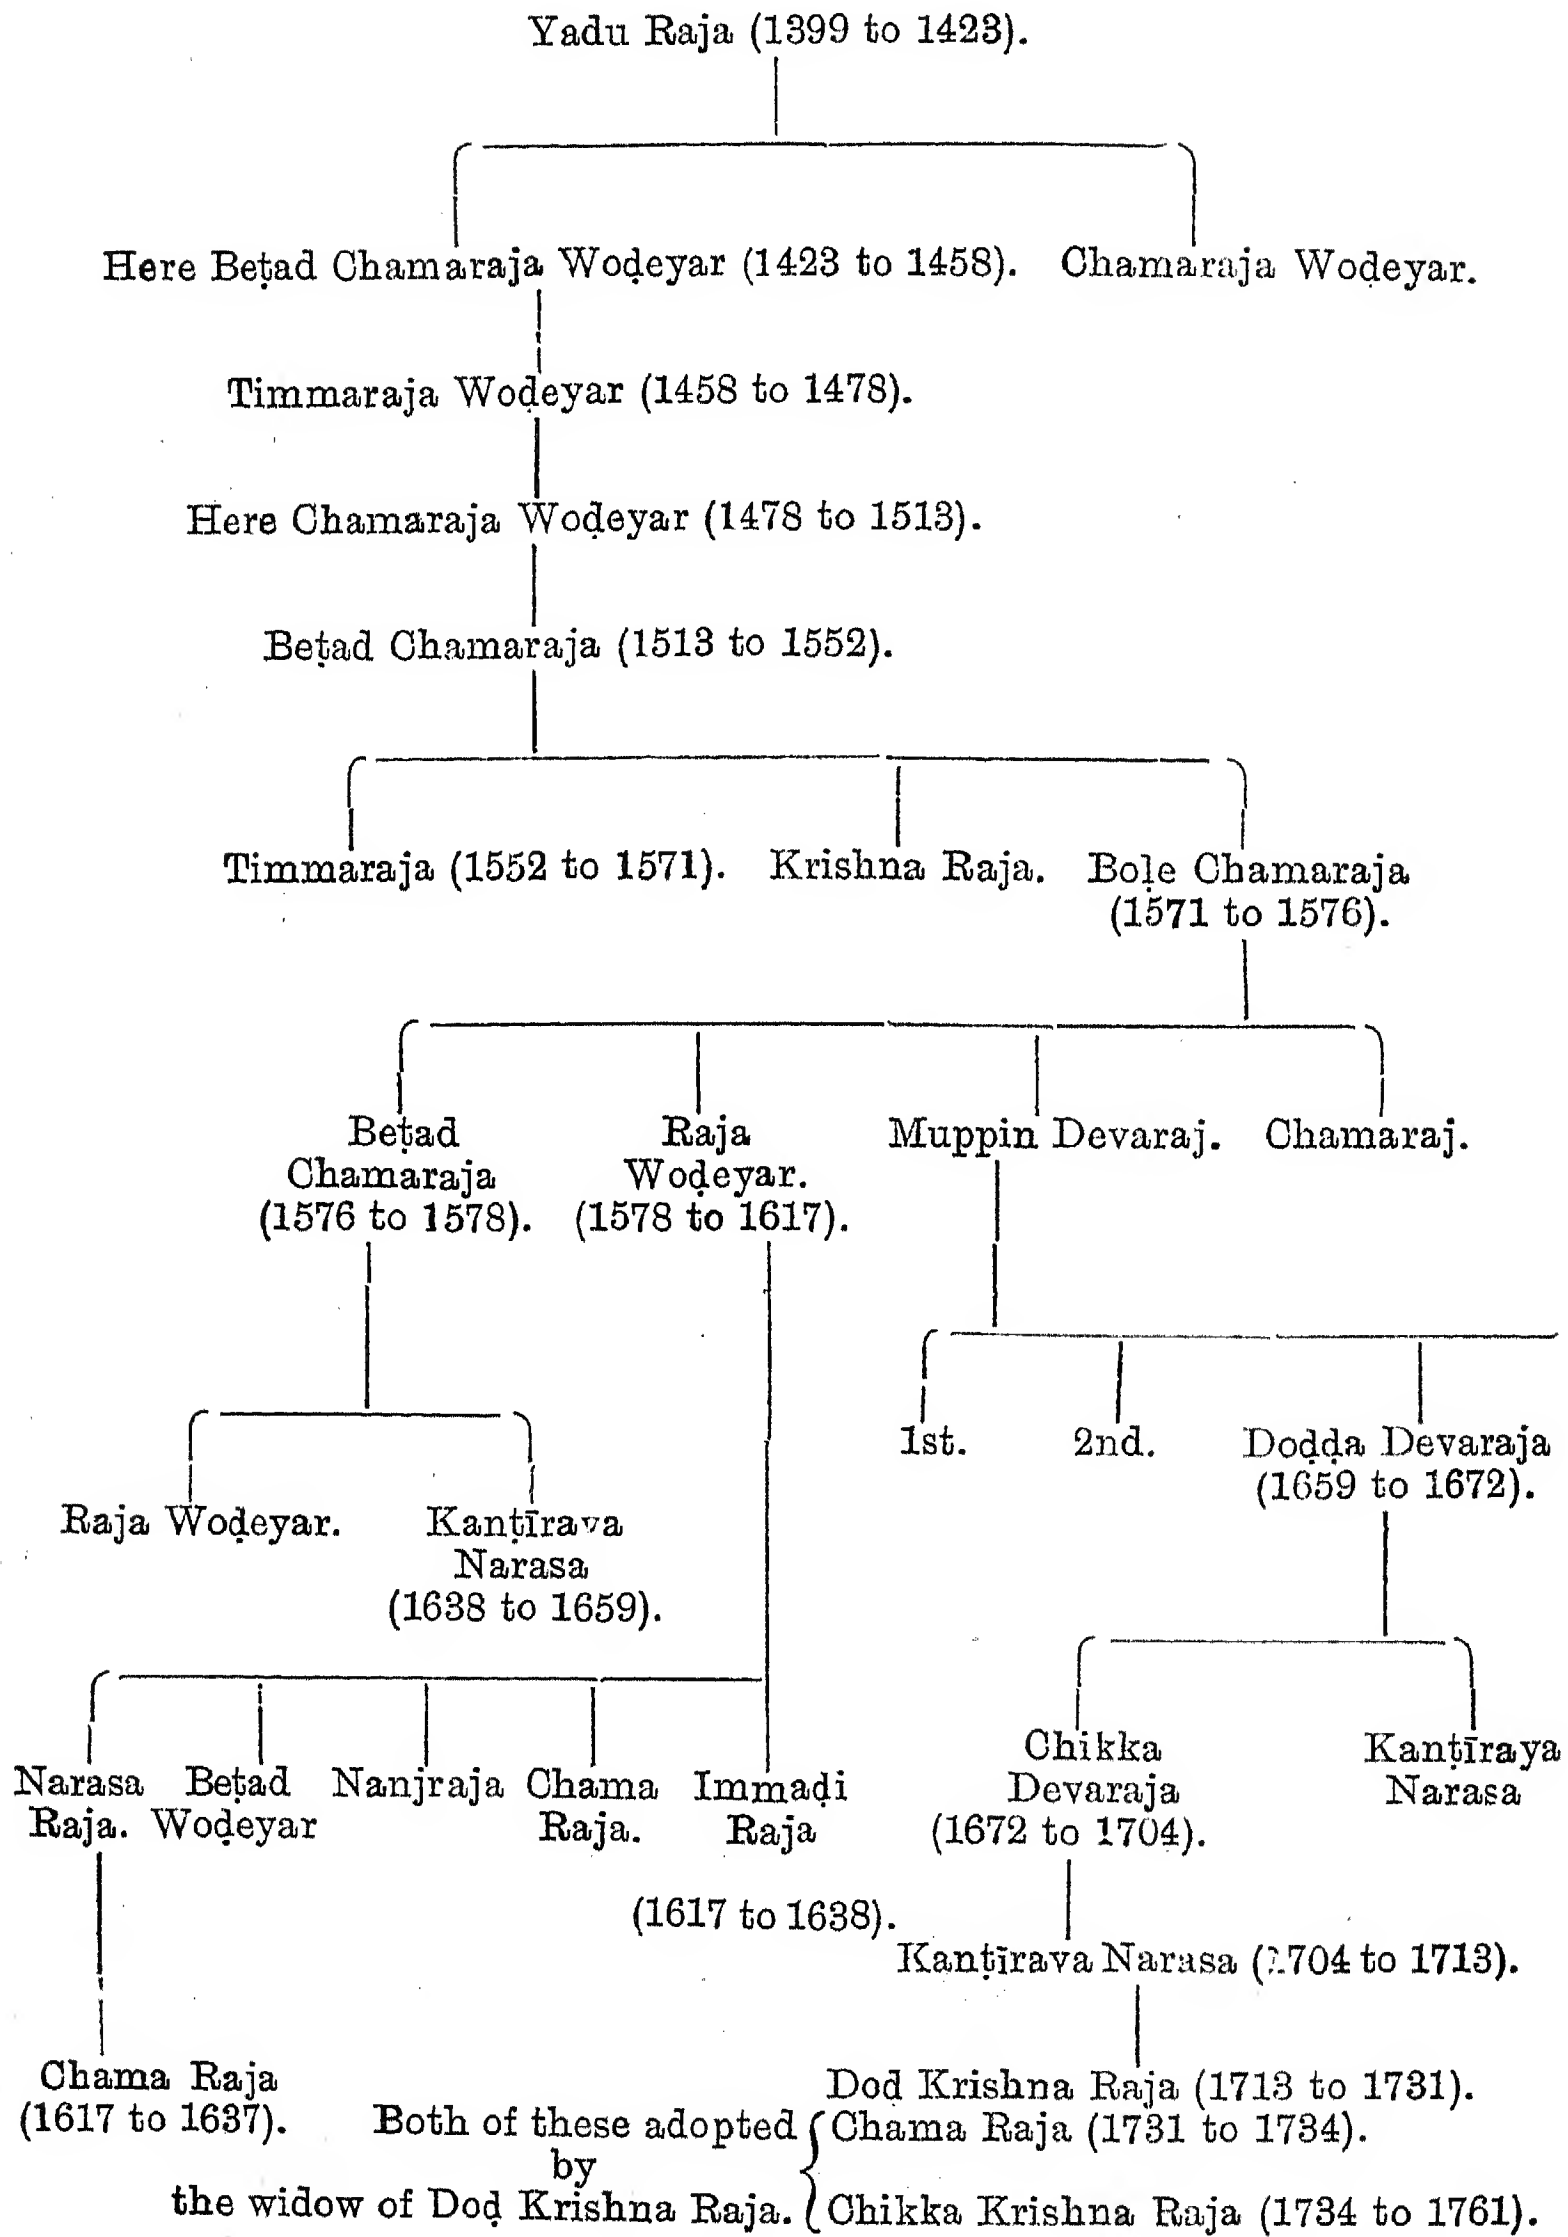 Yadu Raja (1399 to 1423).
Here Beṭad Chamaraja Woḍeyar (1423 to 1458). Chamaraja Woḍeyar.
Timmaraja Woḍeyar (1458 to 1478).
Here Chamaraja Woḍeyar (1478 to 1513).
Beṭad Chamaraja (1513 to 1552).
Timmaraja (1552 to 1571). Krishna Raja. Boḷe Chamaraja
(1571 to 1576).
Beṭad Raja Muppin Devaraj. Chamaraj.
Chamaraja Woḍeyar.
(1576 to 1578). (1578 to 1617).
1st. 2nd. Doḍḍa Devaraja
(1659 to 1672).
Raja Woḍeyar. Kaṇṭīrava
Narasa
(1638 to 1659).
Chikka Kaṇṭīraya
Narasa Beṭad Nanjraja Chama Immaḍi Devaraja Narasa
Raja. Woḍeyar Raja. Raja (1672 to 1704).
(1617 to 1638).
Kaṇṭīrava Narasa (1704 to 1713).
Chama Raja Doḍ Krishna Raja (1713 to 1731).
(1617 to 1637). Both of these adopted Chama Raja (1731 to 1734).
by
the widow of Doḍ Krishna Raja. Chikka Krishna Raja (1734 to 1761).